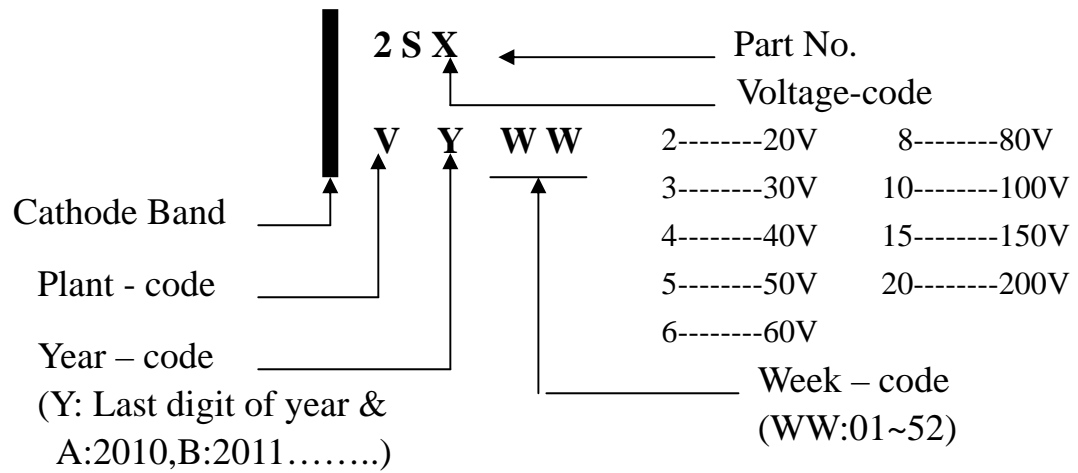 2 S X Part No.
Voltage-code
V Y W W
2--------20V 8--------80V
3--------30V 10--------100V
4--------40V 15--------150V
5--------50V 20--------200V
6--------60V
Cathode Band
Plant - code
Year – code
(Y: Last digit of year &
A:2010,B:2011……..)
Week – code
(WW:01~52)